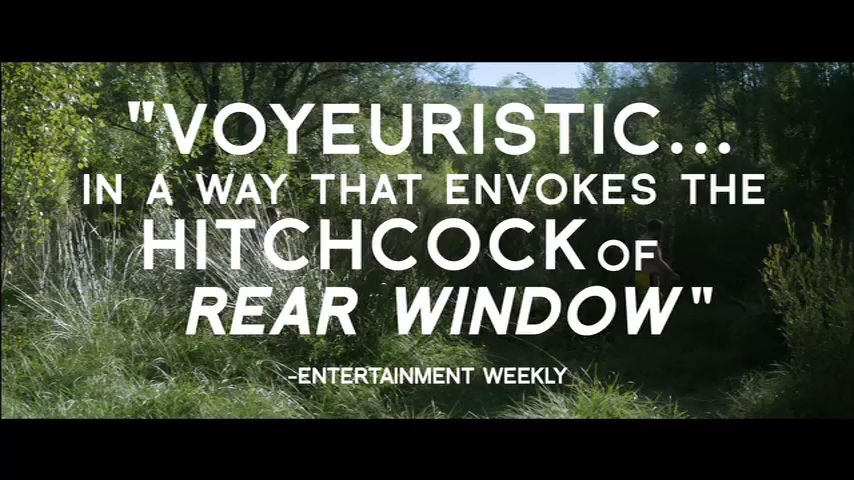 "VOYEURISTIC...
IN A WAY THAT ENVOKES THE
HITCHCOCK OF
REAR WINDOW"
-ENTERTAINMENT WEEKLY